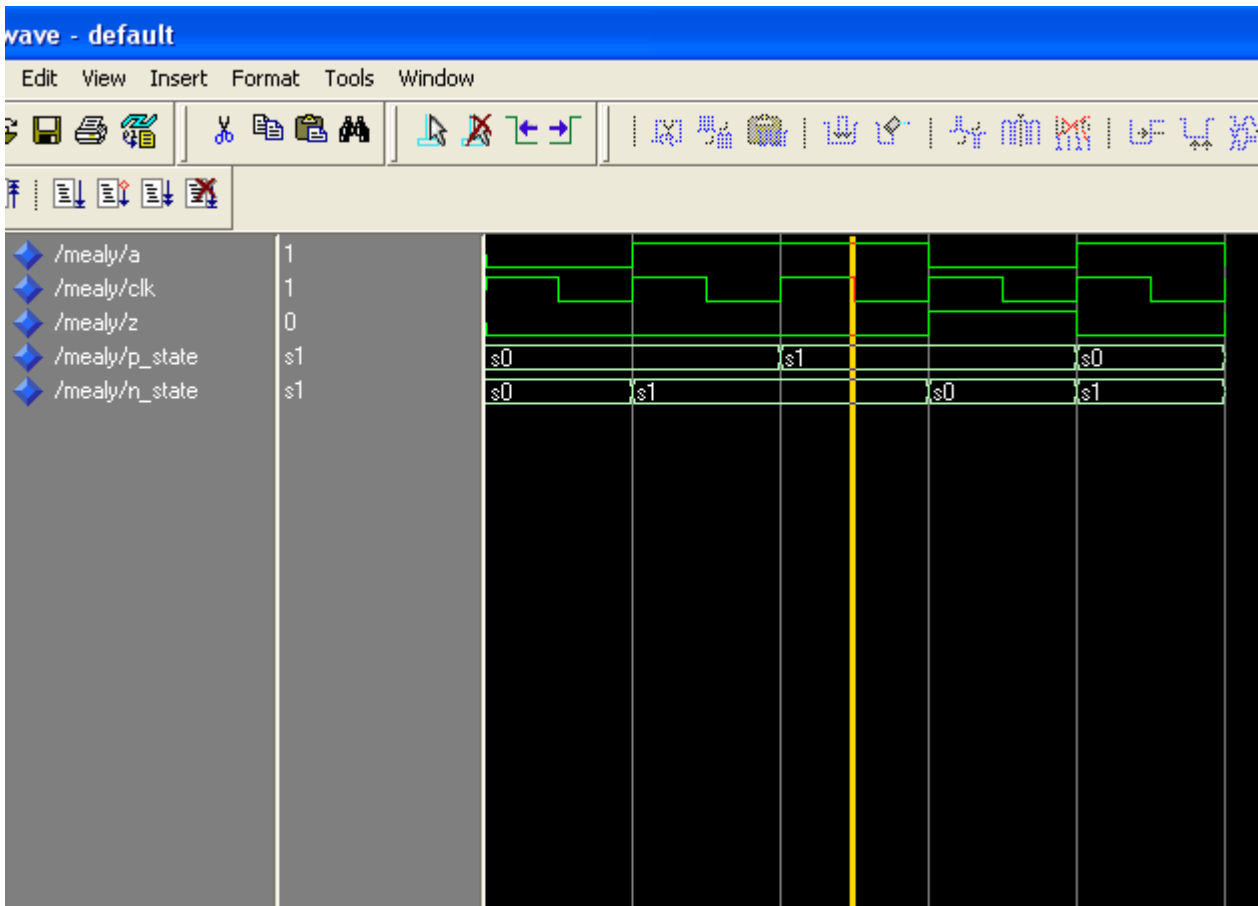 wave - default
Edit View Insert Format Tools Window
/mealy/a 1
/mealy/clk 1
/mealy/z 0
/mealy/p_state s1 s0 s1 s0
/mealy/n_state s1 s0 s1 s0 s1